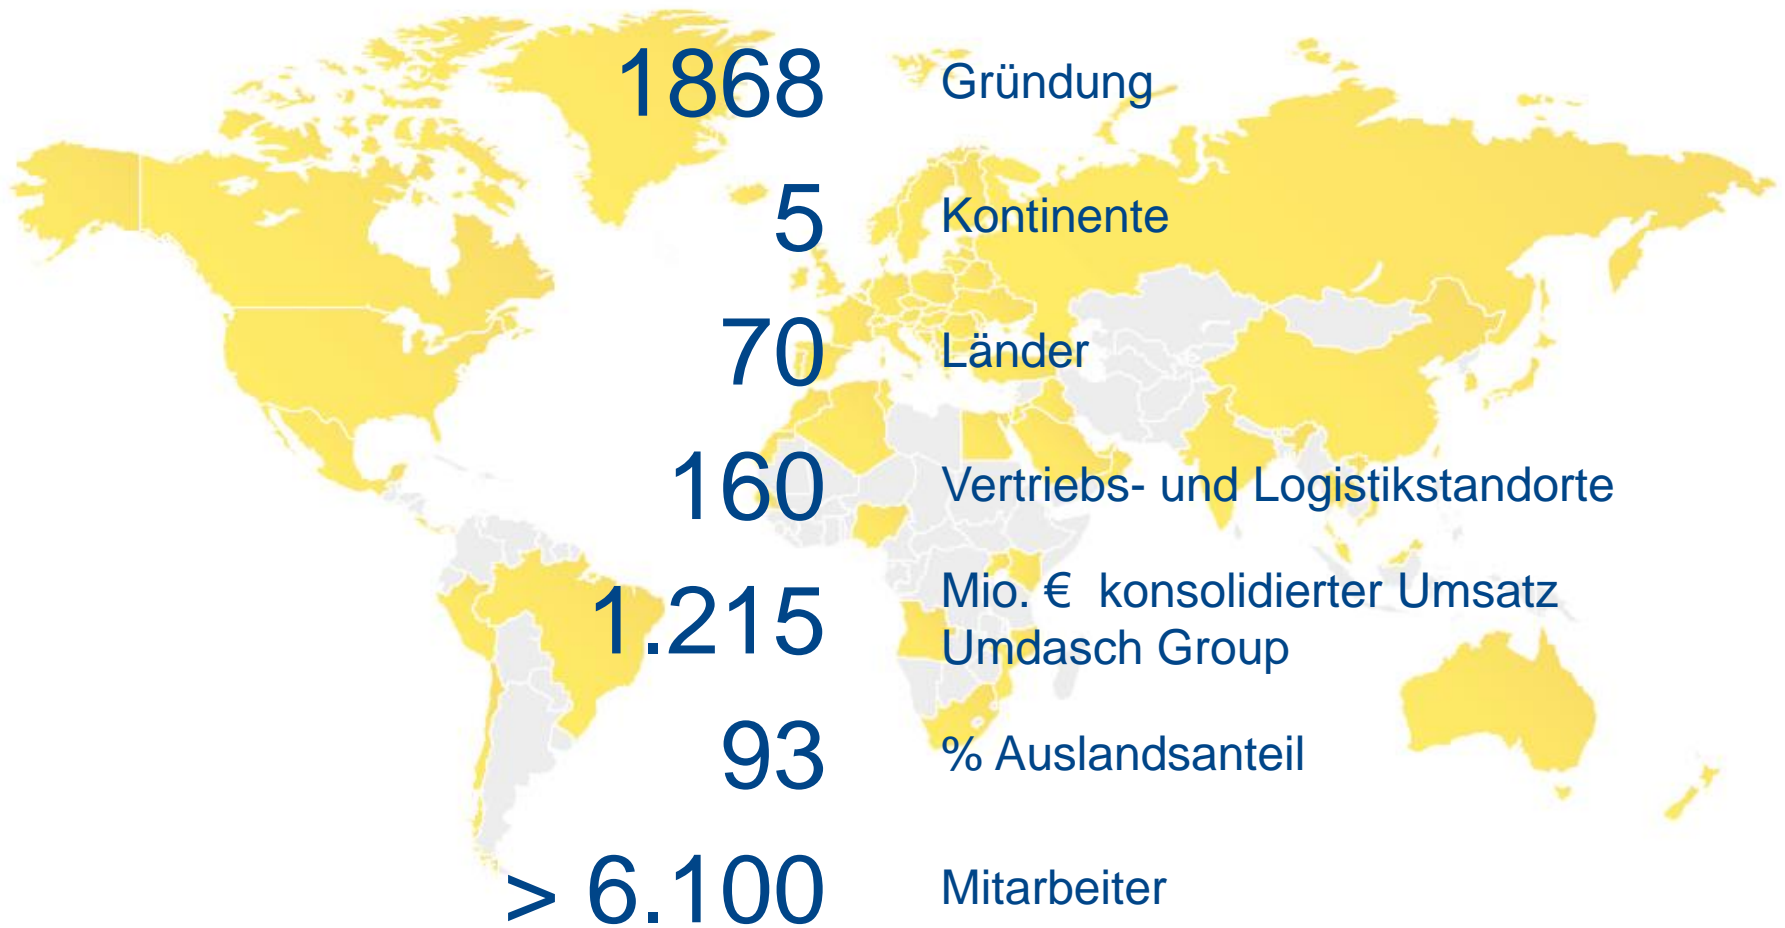 1868 Gründung
5 Kontinente
70 Länder
160 Vertriebs- und Logistikstandorte
1.215 Mio. € konsolidierter Umsatz
Umdasch Group
93 % Auslandsanteil
> 6.100 Mitarbeiter